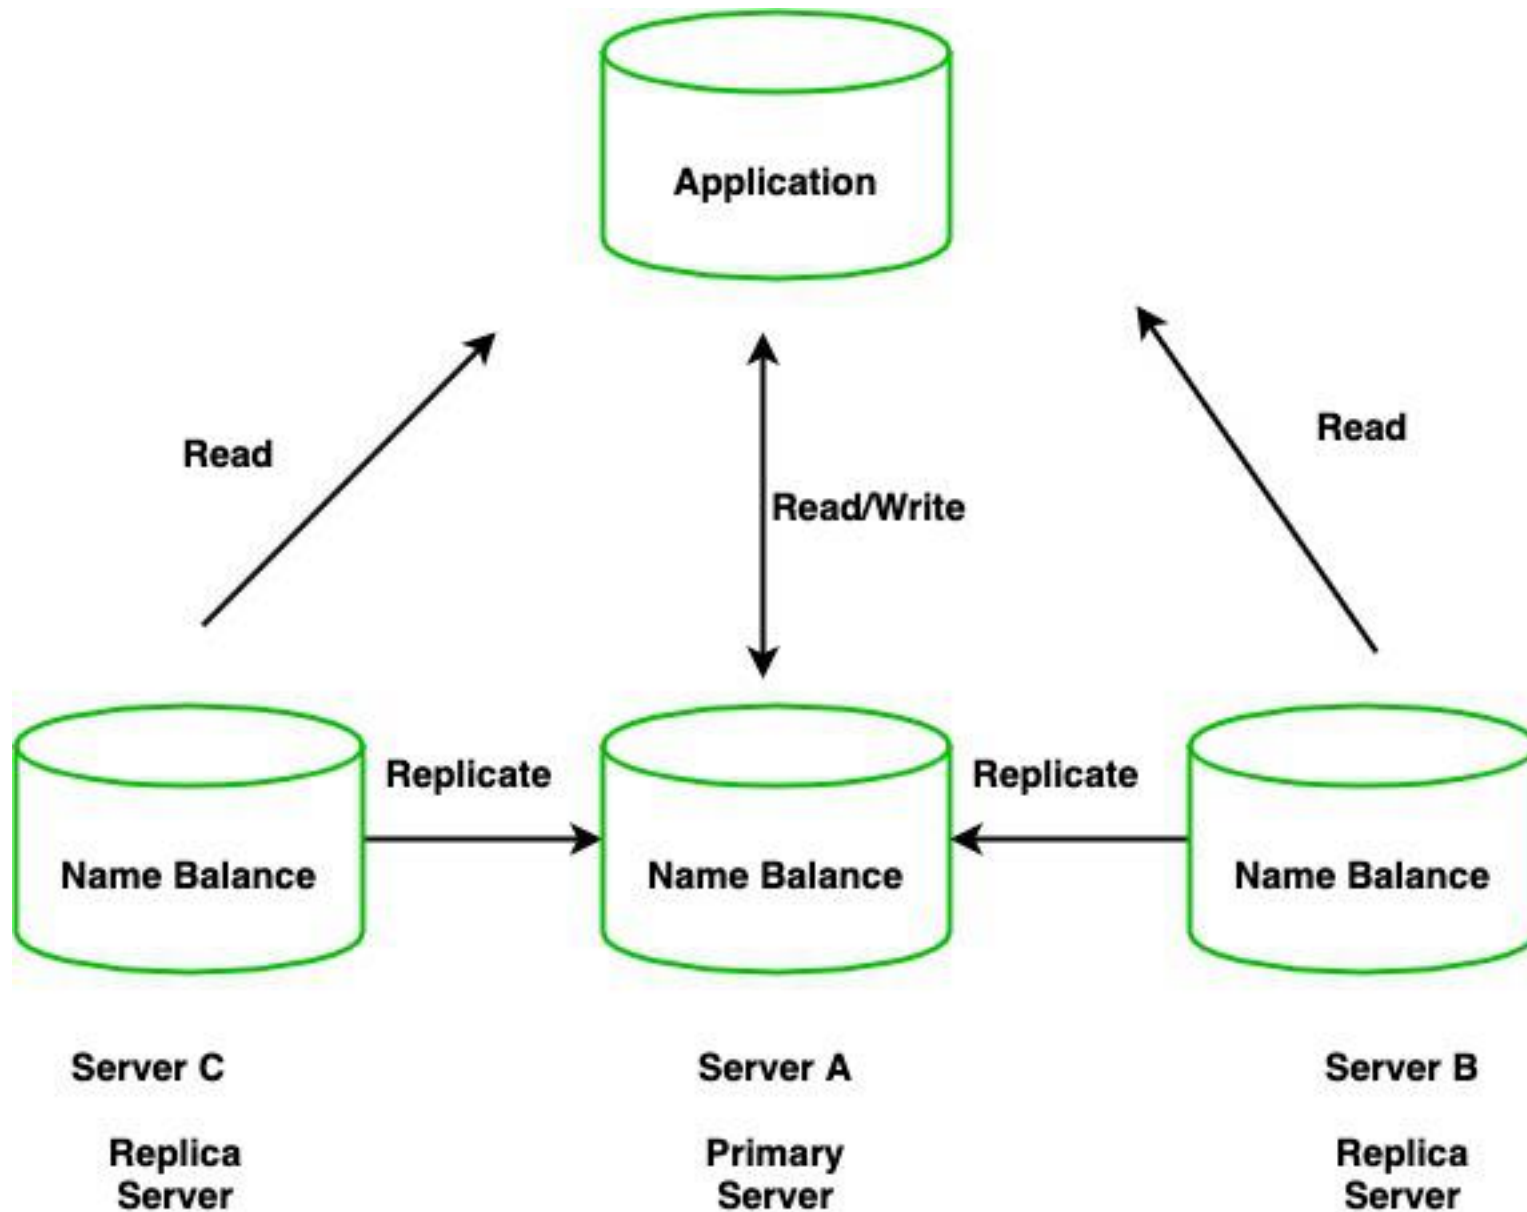 Application
Read
Read
Read/Write
Replicate
Replicate
Name Balance
Name Balance
Name Balance
Server C
Server A
Server B
Replica
Server
Primary
Server
Replica
Server